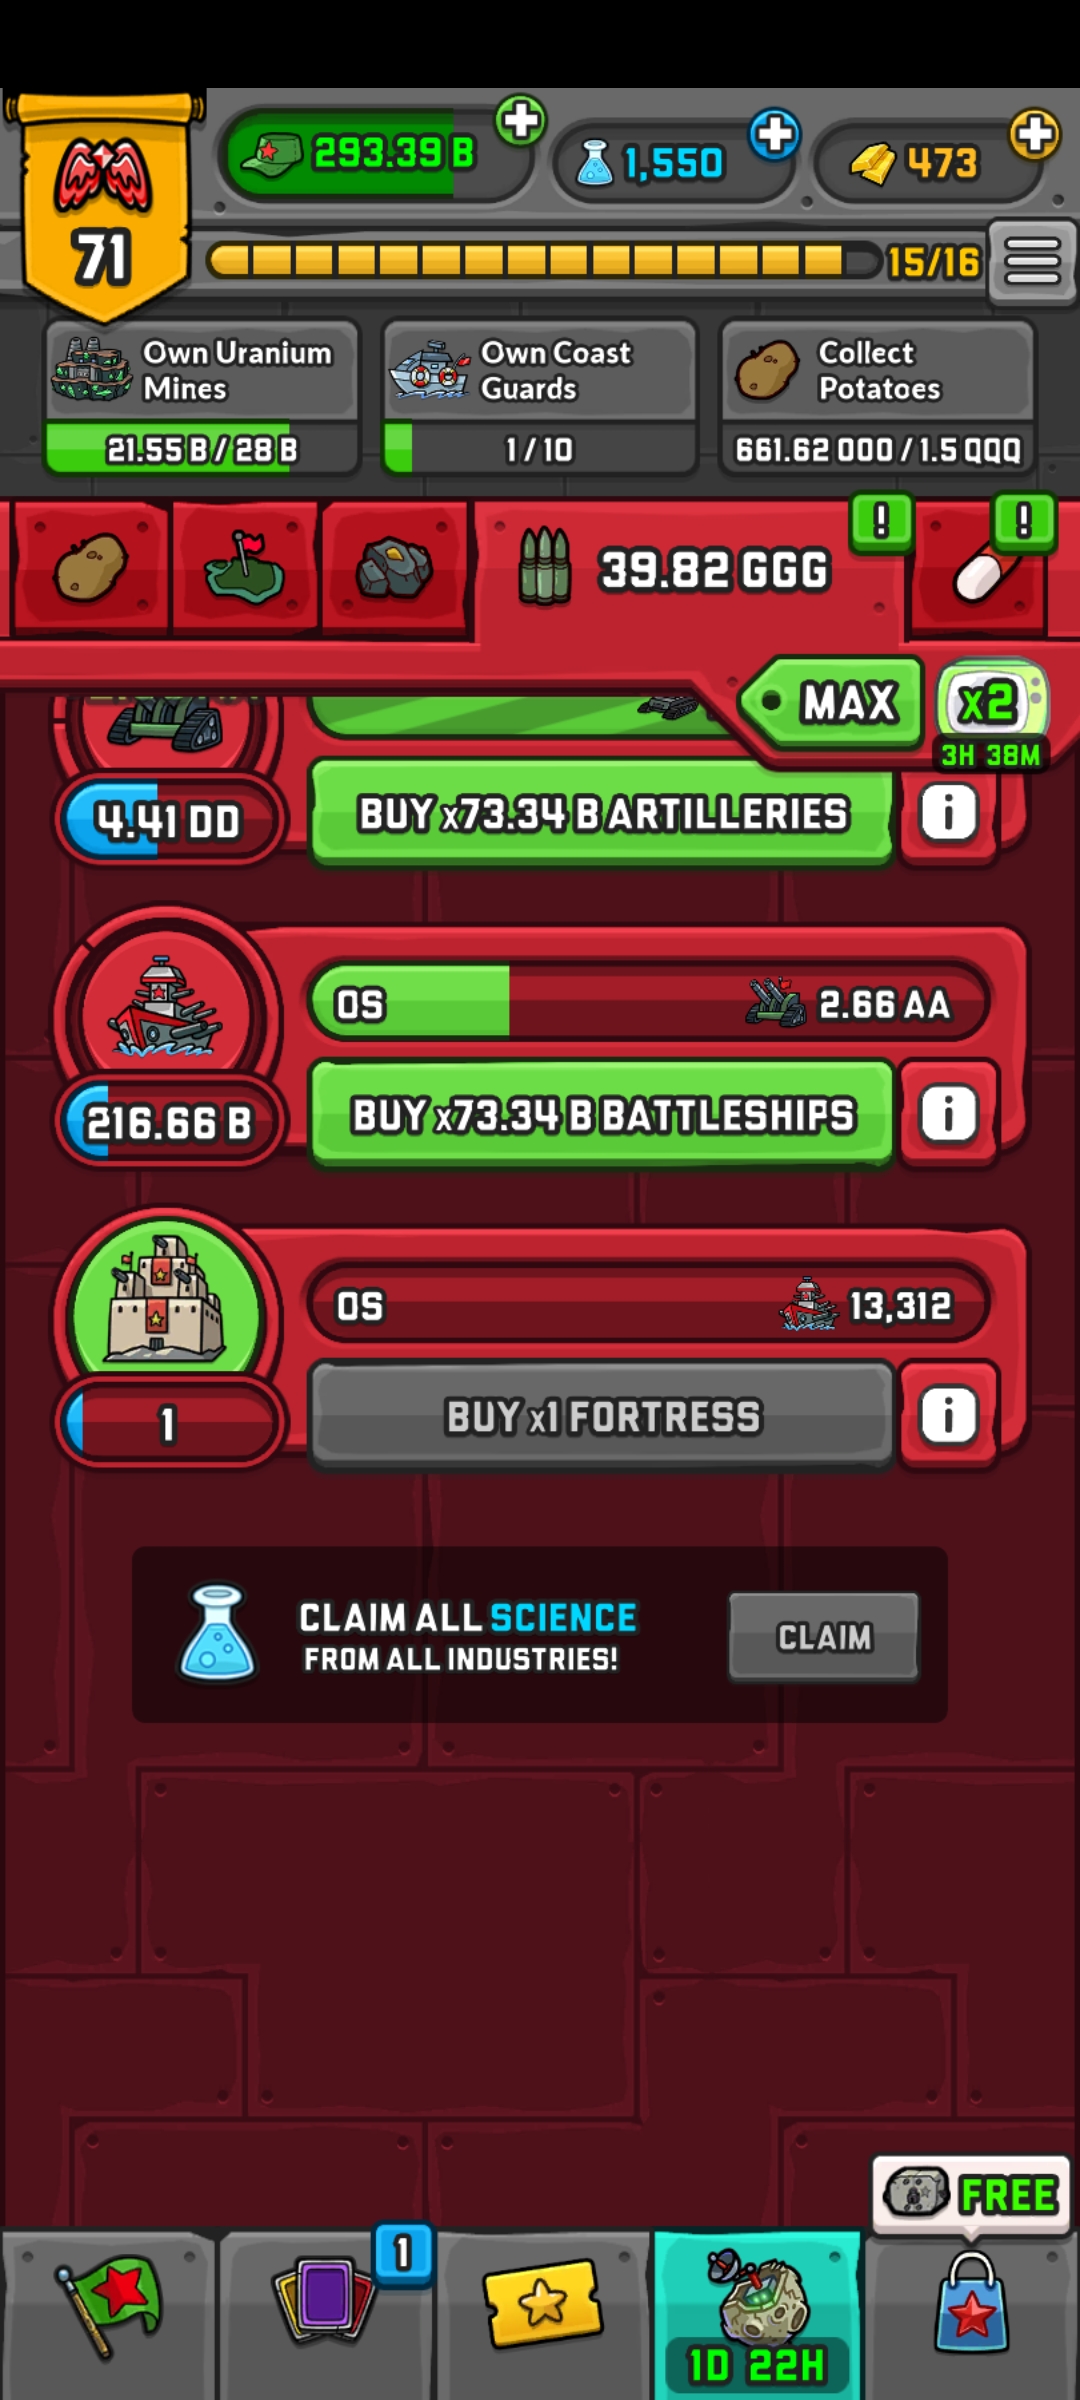 293.39 B
1,550
473
71
15/16
Own Uranium
Mines
21.55 B / 28 B
Own Coast
Guards
1 / 10
Collect
Potatoes
661.62 OOO / 1.5 QQQ
!
!
39.82 GGG
MAX
x2
3H 38M
4.41 DD
BUY x73.34 B ARTILLERIES
i
0S
2.66 AA
216.66 B
BUY x73.34 B BATTLESHIPS
i
0S
13,312
1
BUY x1 FORTRESS
i
CLAIM ALL SCIENCE
FROM ALL INDUSTRIES!
CLAIM
FREE
1
1D 22H